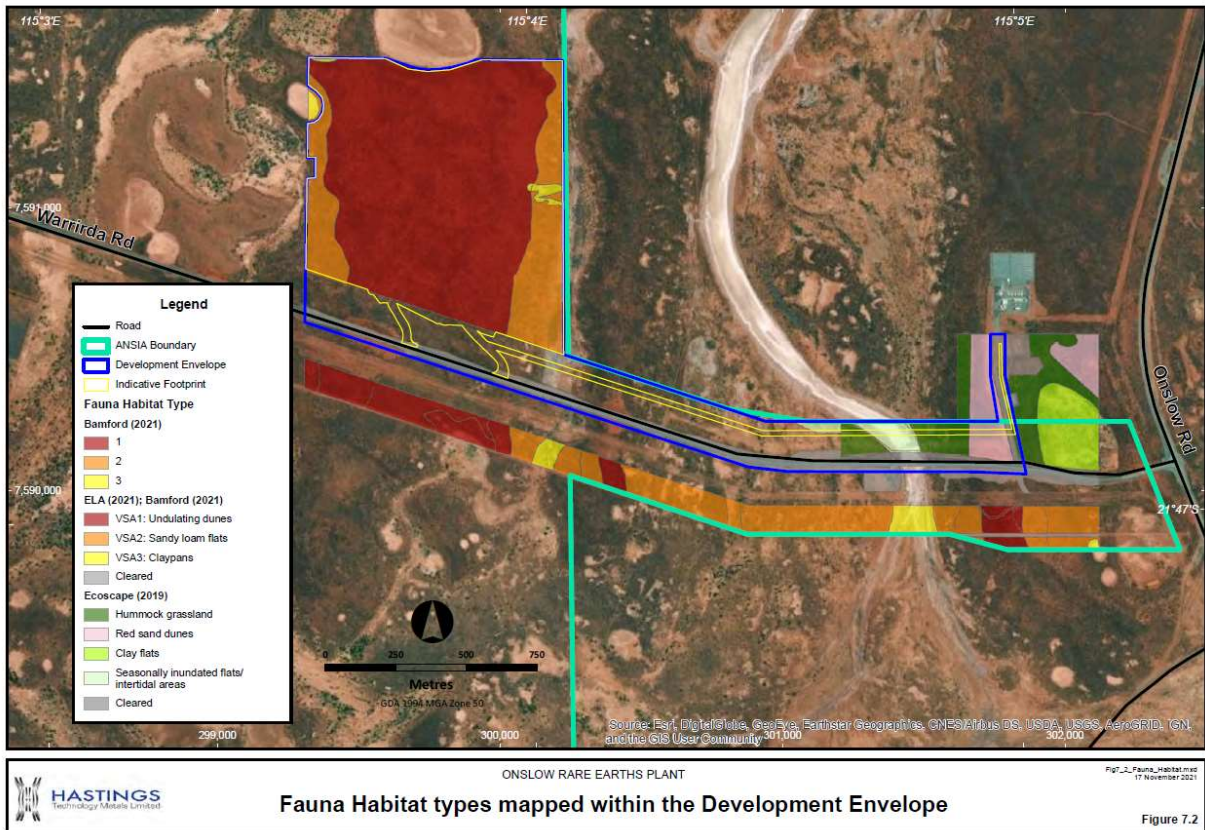 115°3'E
115°4'E
115°5'E
7,591,000
Warrirda Rd
Onslow Rd
7,590,000
21°47'S
Legend
Road
ANSIA Boundary
Development Envelope
Indicative Footprint
Fauna Habitat Type
Bamford (2021)
1
2
3
ELA (2021); Bamford (2021)
VSA1: Undulating dunes
VSA2: Sandy loam flats
VSA3: Claypans
Cleared
Ecoscape (2019)
Hummock grassland
Red sand dunes
Clay flats
Seasonally inundated flats/
intertidal areas
Cleared
0 250 500 750
Metres
GDA 1994 MGA Zone 50
Source: Esri, DigitalGlobe, GeoEye, Earthstar Geographics, CNES/Airbus DS, USDA, USGS, AeroGRID, IGN,
and the GIS User Community
299,000
300,000
301,000
302,000
HASTINGS
Technology Metals Limited
ONSLOW RARE EARTHS PLANT
Fauna Habitat types mapped within the Development Envelope
Fig7_2_Fauna_Habitat.mxd
17 November 2021
Figure 7.2